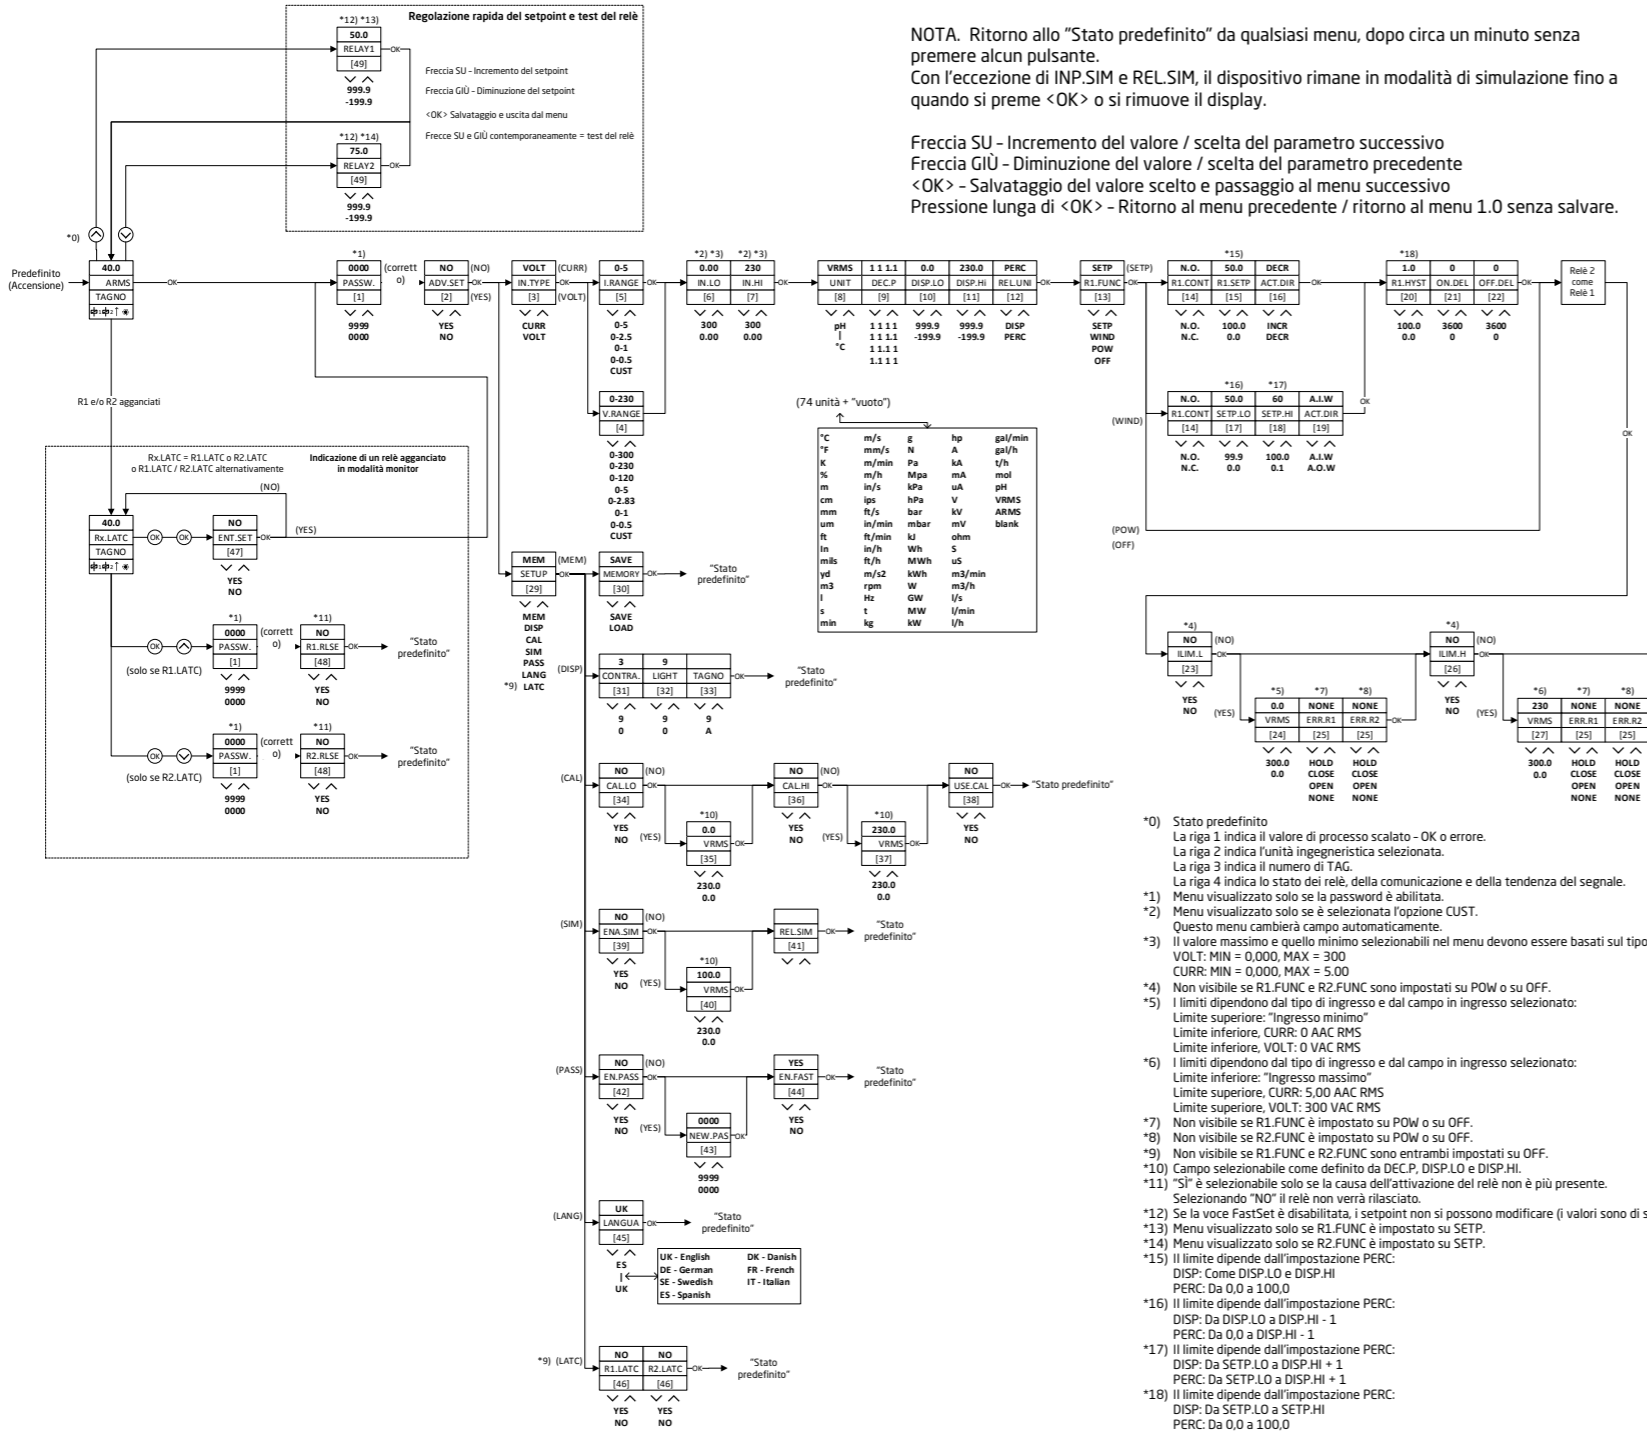 Regolazione rapida del setpoint e test del relè
*12) *13)
50.0
RELAY1
OK
[49]
999.9
-199.9
Freccia SU – Incremento del setpoint
Freccia GIÙ – Diminuzione del setpoint
<OK> Salvataggio e uscita dal menu
Frecce SU e GIÙ contemporaneamente = test del relè
*12) *14)
75.0
RELAY2
OK
[49]
999.9
-199.9
NOTA. Ritorno allo "Stato predefinito" da qualsiasi menu, dopo circa un minuto senza
premere alcun pulsante.
Con l'eccezione di INP.SIM e REL.SIM, il dispositivo rimane in modalità di simulazione fino a
quando si preme <OK> o si rimuove il display.
Freccia SU – Incremento del valore / scelta del parametro successivo
Freccia GIÙ – Diminuzione del valore / scelta del parametro precedente
<OK> – Salvataggio del valore scelto e passaggio al menu successivo
Pressione lunga di <OK> – Ritorno al menu precedente / ritorno al menu 1.0 senza salvare.
*0)
Predefinito
(Accensione)
40.0
ARMS
TAGNO
OK
*1)
0000
PASSW.
[1]
9999
0000
(corrett
o)
NO
ADV.SET
[2]
YES
NO
(NO)
(YES)
VOLT
IN.TYPE
[3]
CURR
VOLT
(CURR)
(VOLT)
0-5
I.RANGE
OK
[5]
0-5
0-2.5
0-1
0-0.5
CUST
0-230
V.RANGE
[4]
0-300
0-230
0-120
0-5
0-2.83
0-1
0-0.5
CUST
*2) *3) *2) *3)
0.00 230
IN.LO IN.HI
OK
[6] [7]
300 300
0.00 0.00
VRMS 1 1 1.1 0.0 230.0 PERC
UNIT DEC.P DISP.LO DISP.Hi REL.UNI
OK
[8] [9] [10] [11] [12]
pH 1 1 1 1 999.9 999.9 DISP
| 1 1 1.1 -199.9 -199.9 PERC
°C 1 1.1 1
1.1 1 1
SETP
R1.FUNC
OK
[13]
SETP
WIND
POW
OFF
(SETP)
(WIND)
(POW)
(OFF)
*15)
N.O. 50.0 DECR
R1.CONT R1.SETP ACT.DIR
OK
[14] [15] [16]
N.O. 100.0 INCR
N.C. 0.0 DECR
*16) *17)
N.O. 50.0 60 A.I.W
R1.CONT SETP.LO SETP.HI ACT.DIR
OK
[14] [17] [18] [19]
N.O. 99.9 100.0 A.I.W
N.C. 0.0 0.1 A.O.W
*18)
1.0 0 0
R1.HYST ON.DEL OFF.DEL
OK
[20] [21] [22]
100.0 3600 3600
0.0 0 0
Relè 2
come
Relè 1
OK
(74 unità + "vuoto")
°C m/s g hp gal/min
°F mm/s N A gal/h
K m/min Pa kA t/h
% m/h Mpa mA mol
m in/s kPa uA pH
cm ips hPa V VRMS
mm ft/s bar kV ARMS
um in/min mbar mV blank
ft ft/min kJ ohm
In in/h Wh S
mils ft/h MWh uS
yd m/s2 kWh m3/min
m3 rpm W m3/h
l Hz GW l/s
s t MW l/min
min kg kW l/h
R1 e/o R2 agganciati
Rx.LATC = R1.LATC o R2.LATC
o R1.LATC / R2.LATC alternativamente
Indicazione di un relè agganciato
in modalità monitor
(NO)
40.0
Rx.LATC
TAGNO
OK
OK
NO
ENT.SET
OK
[47]
YES
NO
(YES)
OK
(solo se R1.LATC)
*1)
0000
PASSW.
[1]
9999
0000
(corrett
o)
*11)
NO
R1.RLSE
OK
[48]
YES
NO
"Stato
predefinito"
OK
(solo se R2.LATC)
*1)
0000
PASSW.
[1]
9999
0000
(corrett
o)
*11)
NO
R2.RLSE
OK
[48]
YES
NO
"Stato
predefinito"
MEM
SETUP
OK
[29]
MEM
DISP
CAL
SIM
PASS
LANG
*9) LATC
(MEM)
SAVE
MEMORY
OK
[30]
SAVE
LOAD
"Stato
predefinito"
(DISP)
3 9
CONTRA. LIGHT TAGNO
OK
[31] [32] [33]
9 9 9
0 0 A
"Stato
predefinito"
(CAL)
NO
CAL.LO
OK
[34]
YES
NO
(NO)
(YES)
*10)
0.0
VRMS
OK
[35]
230.0
0.0
NO
CAL.HI
OK
[36]
YES
NO
(NO)
(YES)
*10)
230.0
VRMS
OK
[37]
230.0
0.0
NO
USE.CAL
OK
[38]
YES
NO
"Stato predefinito"
(SIM)
NO
ENA.SIM
OK
[39]
YES
NO
(NO)
(YES)
*10)
100.0
VRMS
OK
[40]
230.0
0.0
REL.SIM
OK
[41]
"Stato
predefinito"
(PASS)
NO
EN.PASS
OK
[42]
YES
NO
(NO)
(YES)
0000
NEW.PAS
OK
[43]
9999
0000
YES
EN.FAST
OK
[44]
YES
NO
"Stato
predefinito"
(LANG)
UK
LANGUA
OK
[45]
ES
|
UK
"Stato
predefinito"
UK - English DK - Danish
DE - German FR - French
SE - Swedish IT - Italian
ES - Spanish
*9) (LATC)
NO NO
R1.LATC R2.LATC
OK
[46] [46]
YES YES
NO NO
"Stato
predefinito"
*4)
NO
ILIM.L
OK
[23]
YES
NO
(NO)
(YES)
*5) *7) *8)
0.0 NONE NONE
VRMS ERR.R1 ERR.R2
OK
[24] [25] [25]
300.0 HOLD HOLD
0.0 CLOSE CLOSE
OPEN OPEN
NONE NONE
*4)
NO
ILIM.H
OK
[26]
YES
NO
(NO)
(YES)
*6) *7) *8)
230 NONE NONE
VRMS ERR.R1 ERR.R2
[27] [25] [25]
300.0 HOLD HOLD
0.0 CLOSE CLOSE
OPEN OPEN
NONE NONE
*0) Stato predefinito
La riga 1 indica il valore di processo scalato – OK o errore.
La riga 2 indica l'unità ingegneristica selezionata.
La riga 3 indica il numero di TAG.
La riga 4 indica lo stato dei relè, della comunicazione e della tendenza del segnale.
*1) Menu visualizzato solo se la password è abilitata.
*2) Menu visualizzato solo se è selezionata l'opzione CUST.
Questo menu cambierà campo automaticamente.
*3) Il valore massimo e quello minimo selezionabili nel menu devono essere basati sul tipo
VOLT: MIN = 0,000, MAX = 300
CURR: MIN = 0,000, MAX = 5.00
*4) Non visibile se R1.FUNC e R2.FUNC sono impostati su POW o su OFF.
*5) I limiti dipendono dal tipo di ingresso e dal campo in ingresso selezionato:
Limite superiore: "Ingresso minimo"
Limite inferiore, CURR: 0 AAC RMS
Limite inferiore, VOLT: 0 VAC RMS
*6) I limiti dipendono dal tipo di ingresso e dal campo in ingresso selezionato:
Limite inferiore: "Ingresso massimo"
Limite superiore, CURR: 5,00 AAC RMS
Limite superiore, VOLT: 300 VAC RMS
*7) Non visibile se R1.FUNC è impostato su POW o su OFF.
*8) Non visibile se R2.FUNC è impostato su POW o su OFF.
*9) Non visibile se R1.FUNC e R2.FUNC sono entrambi impostati su OFF.
*10) Campo selezionabile come definito da DEC.P, DISP.LO e DISP.HI.
*11) "SÌ" è selezionabile solo se la causa dell'attivazione del relè non è più presente.
Selezionando "NO" il relè non verrà rilasciato.
*12) Se la voce FastSet è disabilitata, i setpoint non si possono modificare (i valori sono di s
*13) Menu visualizzato solo se R1.FUNC è impostato su SETP.
*14) Menu visualizzato solo se R2.FUNC è impostato su SETP.
*15) Il limite dipende dall'impostazione PERC:
DISP: Come DISP.LO e DISP.HI
PERC: Da 0,0 a 100,0
*16) Il limite dipende dall'impostazione PERC:
DISP: Da DISP.LO a DISP.HI - 1
PERC: Da 0,0 a DISP.HI - 1
*17) Il limite dipende dall'impostazione PERC:
DISP: Da SETP.LO a DISP.HI + 1
PERC: Da SETP.LO a DISP.HI + 1
*18) Il limite dipende dall'impostazione PERC:
DISP: Da SETP.LO a SETP.HI
PERC: Da 0,0 a 100,0